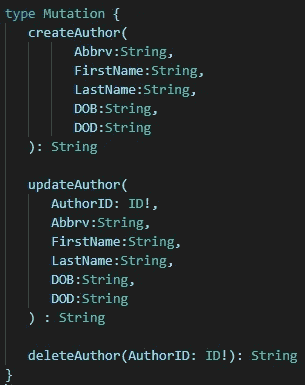 type Mutation {
createAuthor(
Abbrv:String,
FirstName:String,
LastName:String,
DOB:String,
DOD:String
): String
updateAuthor(
AuthorID: ID!,
Abbrv:String,
FirstName:String,
LastName:String,
DOB:String,
DOD:String
) : String
deleteAuthor(AuthorID: ID!): String
}